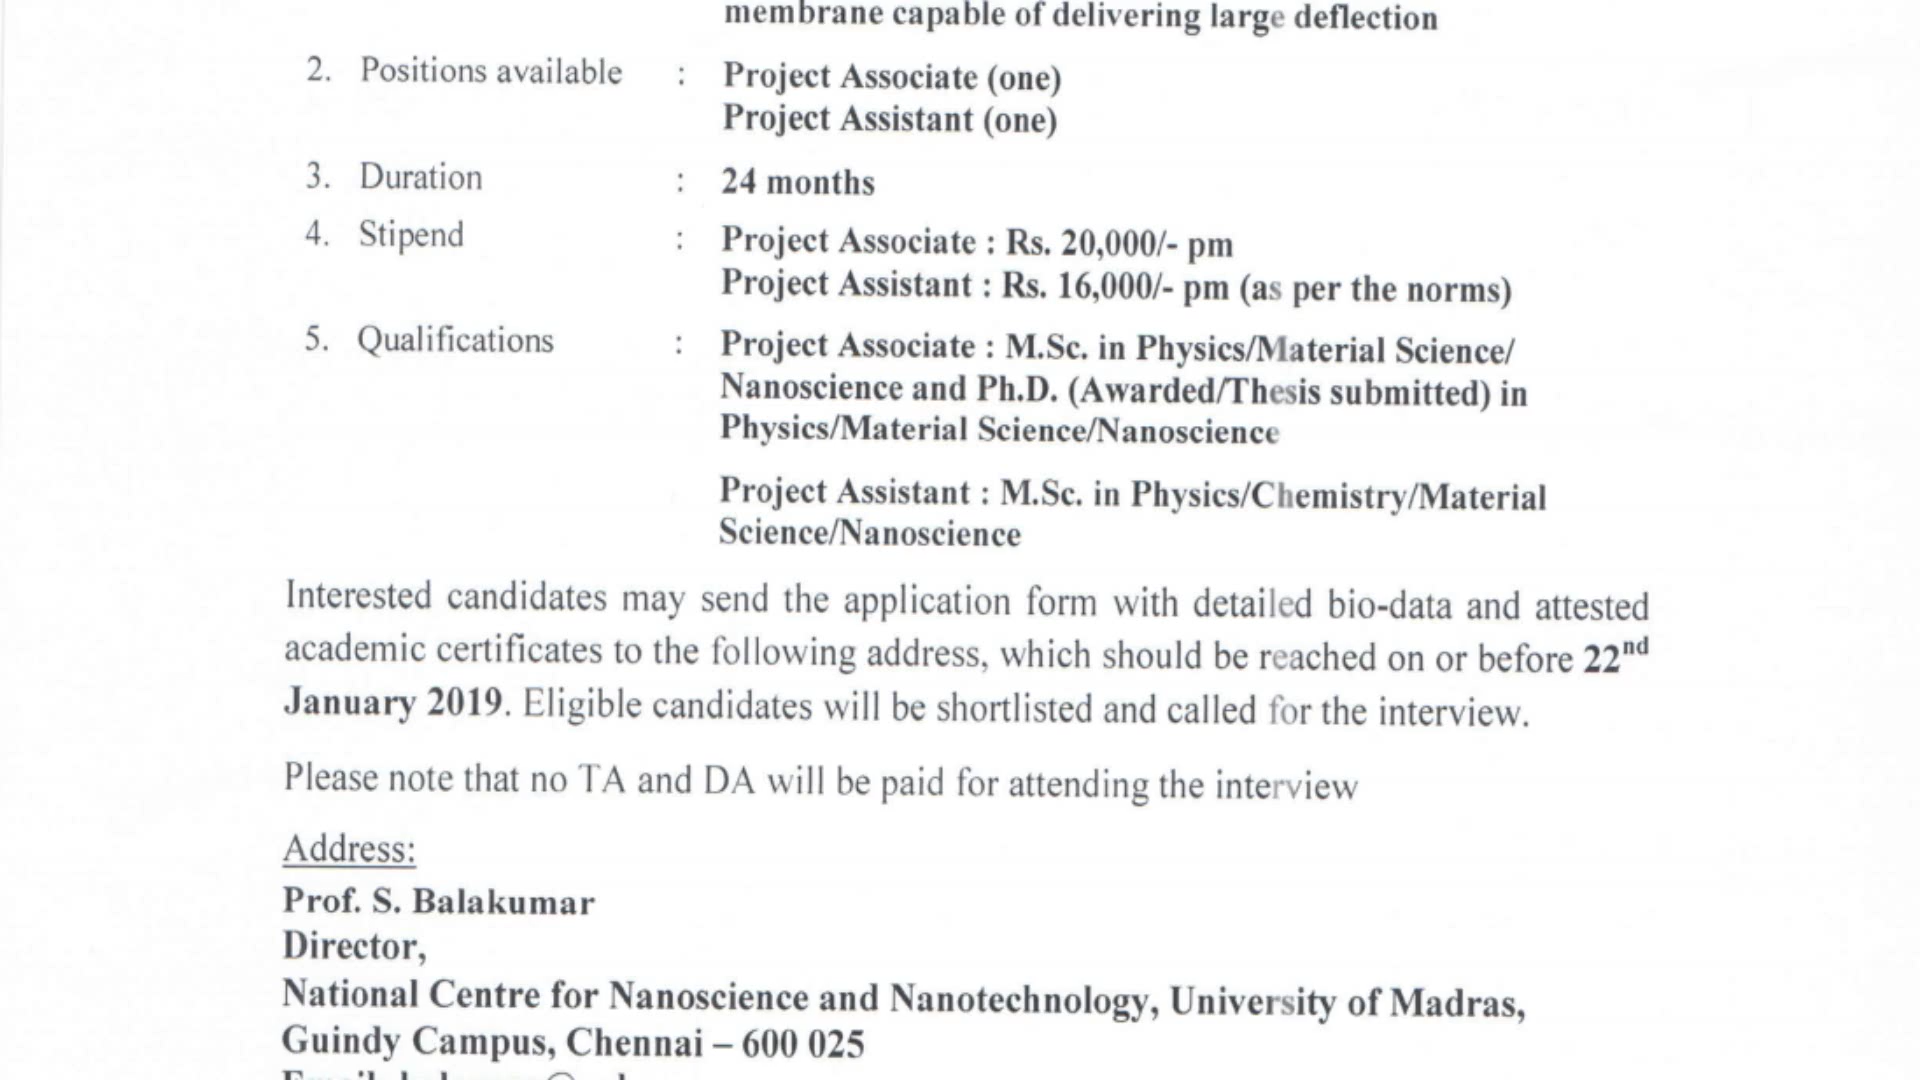 membrane capable of delivering large deflection
2. Positions available : Project Associate (one)
Project Assistant (one)
3. Duration : 24 months
4. Stipend : Project Associate : Rs. 20,000/- pm
Project Assistant : Rs. 16,000/- pm (as per the norms)
5. Qualifications : Project Associate : M.Sc. in Physics/Material Science/
Nanoscience and Ph.D. (Awarded/Thesis submitted) in
Physics/Material Science/Nanoscience
Project Assistant : M.Sc. in Physics/Chemistry/Material
Science/Nanoscience
Interested candidates may send the application form with detailed bio-data and attested
academic certificates to the following address, which should be reached on or before 22nd
January 2019. Eligible candidates will be shortlisted and called for the interview.
Please note that no TA and DA will be paid for attending the interview
Address:
Prof. S. Balakumar
Director,
National Centre for Nanoscience and Nanotechnology, University of Madras,
Guindy Campus, Chennai – 600 025